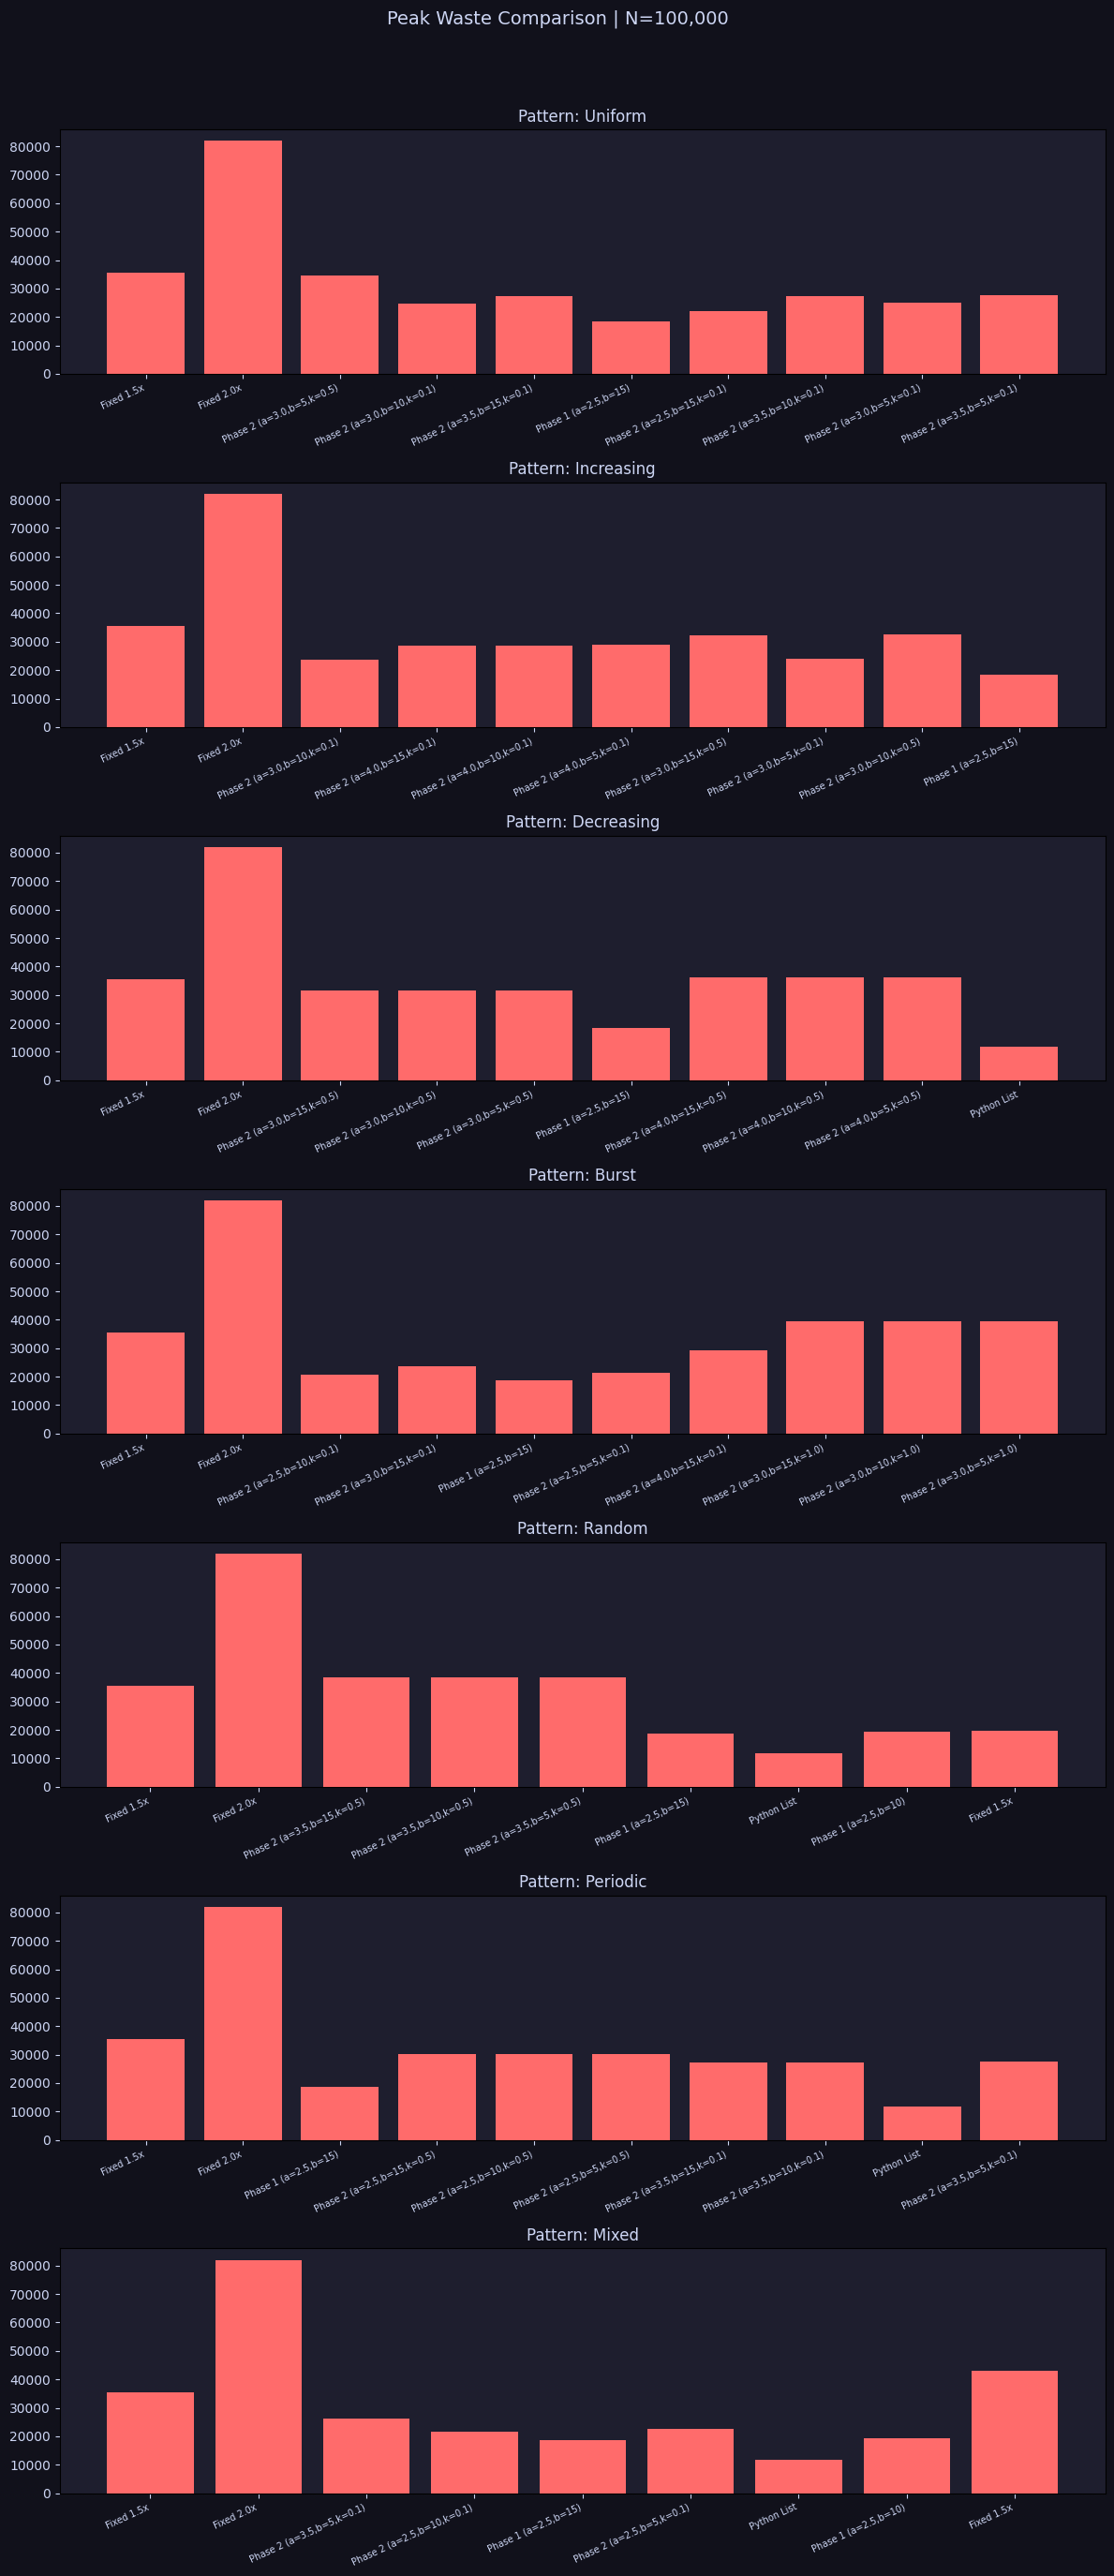 Peak Waste Comparison | N=100,000
Pattern: Uniform
80000
70000
60000
50000
40000
30000
20000
10000
0
Fixed 1.5x
Fixed 2.0x
Phase 2 (a=3.0,b=5,k=0.5)
Phase 2 (a=3.0,b=10,k=0.1)
Phase 2 (a=3.5,b=15,k=0.1)
Phase 1 (a=2.5,b=15)
Phase 2 (a=2.5,b=15,k=0.1)
Phase 2 (a=3.5,b=10,k=0.1)
Phase 2 (a=3.0,b=5,k=0.1)
Phase 2 (a=3.5,b=5,k=0.1)
Pattern: Increasing
80000
70000
60000
50000
40000
30000
20000
10000
0
Fixed 1.5x
Fixed 2.0x
Phase 2 (a=3.0,b=10,k=0.1)
Phase 2 (a=4.0,b=15,k=0.1)
Phase 2 (a=4.0,b=10,k=0.1)
Phase 2 (a=4.0,b=5,k=0.1)
Phase 2 (a=3.0,b=15,k=0.5)
Phase 2 (a=3.0,b=5,k=0.1)
Phase 2 (a=3.0,b=10,k=0.5)
Phase 1 (a=2.5,b=15)
Pattern: Decreasing
80000
70000
60000
50000
40000
30000
20000
10000
0
Fixed 1.5x
Fixed 2.0x
Phase 2 (a=3.0,b=15,k=0.5)
Phase 2 (a=3.0,b=10,k=0.5)
Phase 2 (a=3.0,b=5,k=0.5)
Phase 1 (a=2.5,b=15)
Phase 2 (a=4.0,b=15,k=0.5)
Phase 2 (a=4.0,b=10,k=0.5)
Phase 2 (a=4.0,b=5,k=0.5)
Python List
Pattern: Burst
80000
70000
60000
50000
40000
30000
20000
10000
0
Fixed 1.5x
Fixed 2.0x
Phase 2 (a=2.5,b=10,k=0.1)
Phase 2 (a=3.0,b=15,k=0.1)
Phase 1 (a=2.5,b=15)
Phase 2 (a=2.5,b=5,k=0.1)
Phase 2 (a=4.0,b=15,k=0.1)
Phase 2 (a=3.0,b=15,k=1.0)
Phase 2 (a=3.0,b=10,k=1.0)
Phase 2 (a=3.0,b=5,k=1.0)
Pattern: Random
80000
70000
60000
50000
40000
30000
20000
10000
0
Fixed 1.5x
Fixed 2.0x
Phase 2 (a=3.5,b=15,k=0.5)
Phase 2 (a=3.5,b=10,k=0.5)
Phase 2 (a=3.5,b=5,k=0.5)
Phase 1 (a=2.5,b=15)
Python List
Phase 1 (a=2.5,b=10)
Fixed 1.5x
Pattern: Periodic
80000
70000
60000
50000
40000
30000
20000
10000
0
Fixed 1.5x
Fixed 2.0x
Phase 1 (a=2.5,b=15)
Phase 2 (a=2.5,b=15,k=0.5)
Phase 2 (a=2.5,b=10,k=0.5)
Phase 2 (a=2.5,b=5,k=0.5)
Phase 2 (a=3.5,b=15,k=0.1)
Phase 2 (a=3.5,b=10,k=0.1)
Python List
Phase 2 (a=3.5,b=5,k=0.1)
Pattern: Mixed
80000
70000
60000
50000
40000
30000
20000
10000
0
Fixed 1.5x
Fixed 2.0x
Phase 2 (a=3.5,b=5,k=0.1)
Phase 2 (a=2.5,b=10,k=0.1)
Phase 1 (a=2.5,b=15)
Phase 2 (a=2.5,b=5,k=0.1)
Python List
Phase 1 (a=2.5,b=10)
Fixed 1.5x